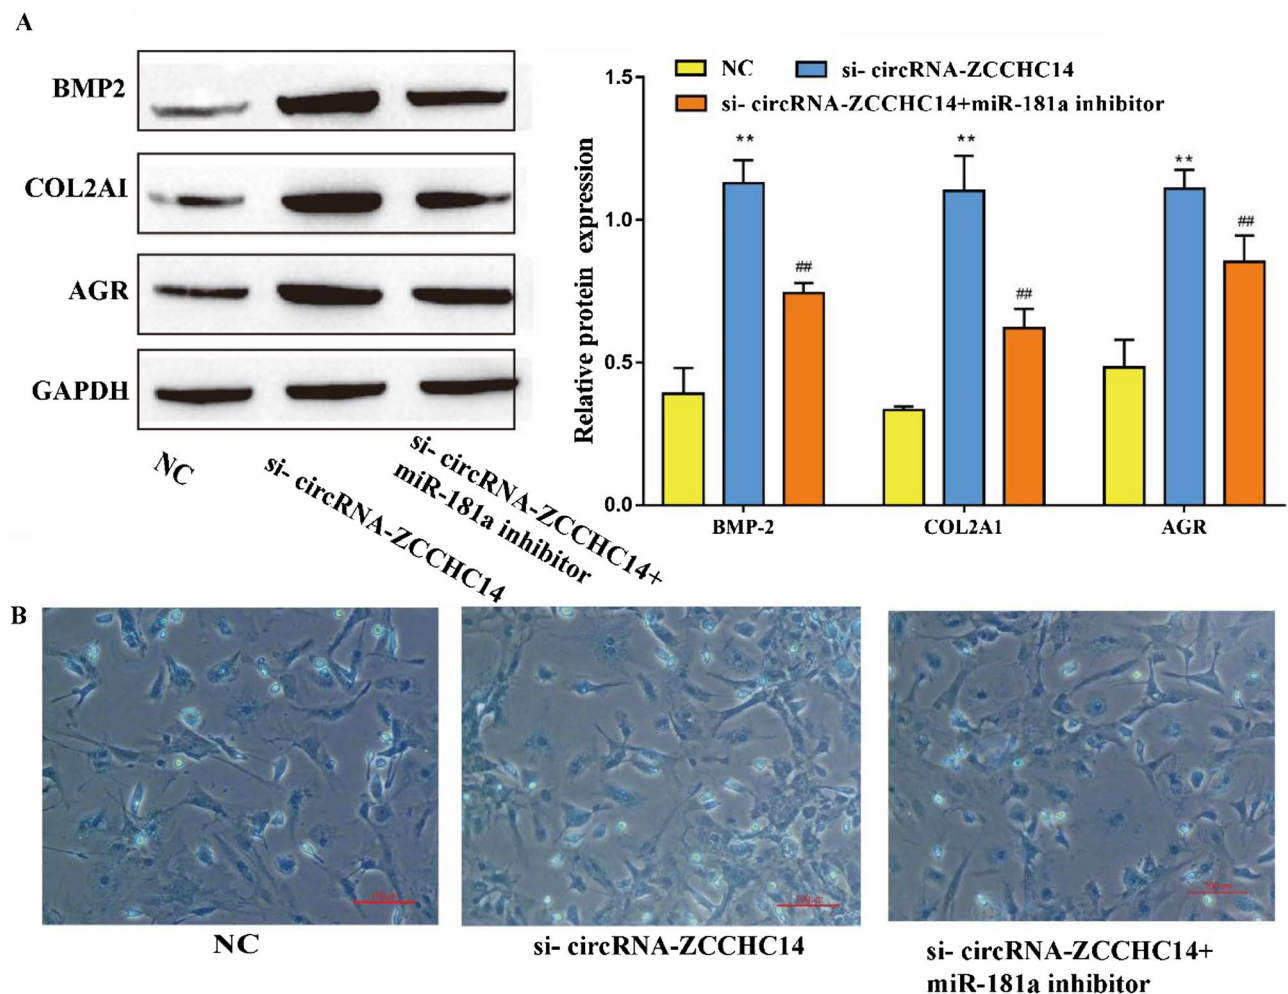 A
BMP2
COL2AI
AGR
GAPDH
NC
si- circRNA-ZCCHC14
si- circRNA-ZCCHC14+
miR-181a inhibitor
NC
si- circRNA-ZCCHC14
si- circRNA-ZCCHC14+miR-181a inhibitor
Relative protein expression
1.5
1.0
0.5
0.0
**
##
**
##
**
##
BMP-2
COL2A1
AGR
B
NC
si- circRNA-ZCCHC14
si- circRNA-ZCCHC14+
miR-181a inhibitor